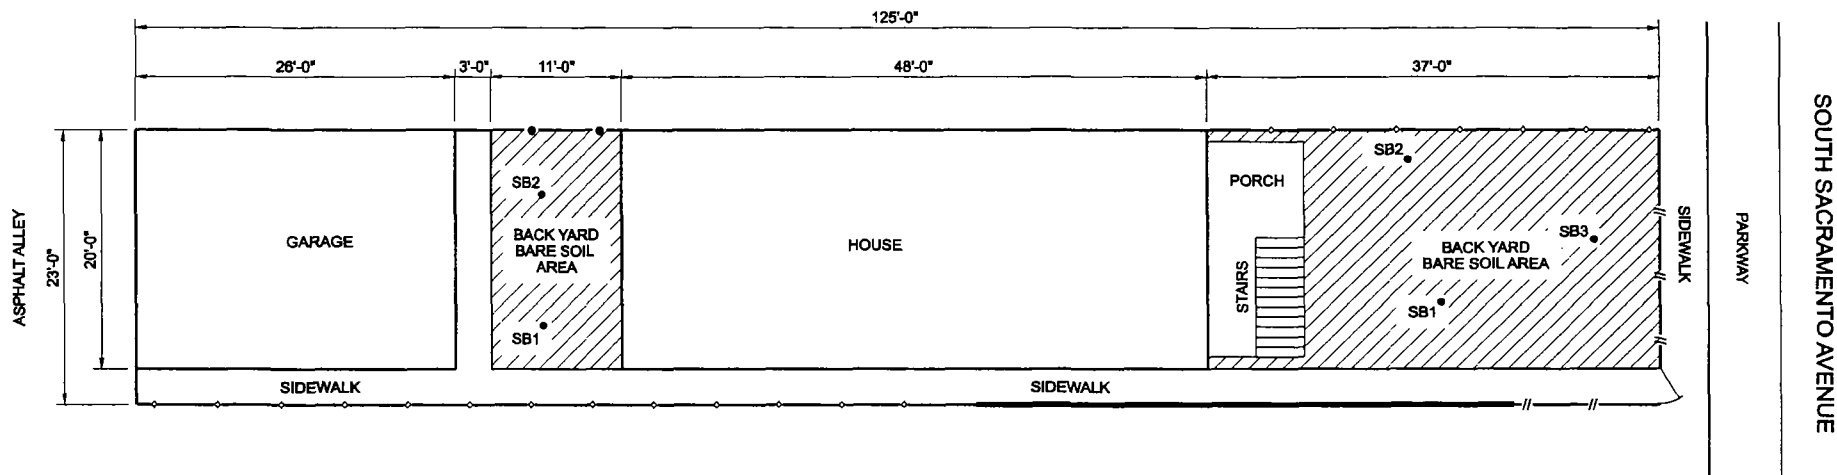 125'-0"
26'-0"
3'-0"
11'-0"
48'-0"
37'-0"
ASPHALT ALLEY
23'-0"
20'-0"
GARAGE
SB2
BACK YARD
BARE SOIL
AREA
SB1
HOUSE
PORCH
STAIRS
SB2
SB3
BACK YARD
BARE SOIL AREA
SB1
SIDEWALK
SIDEWALK
SIDEWALK
PARKWAY
SOUTH SACRAMENTO AVENUE